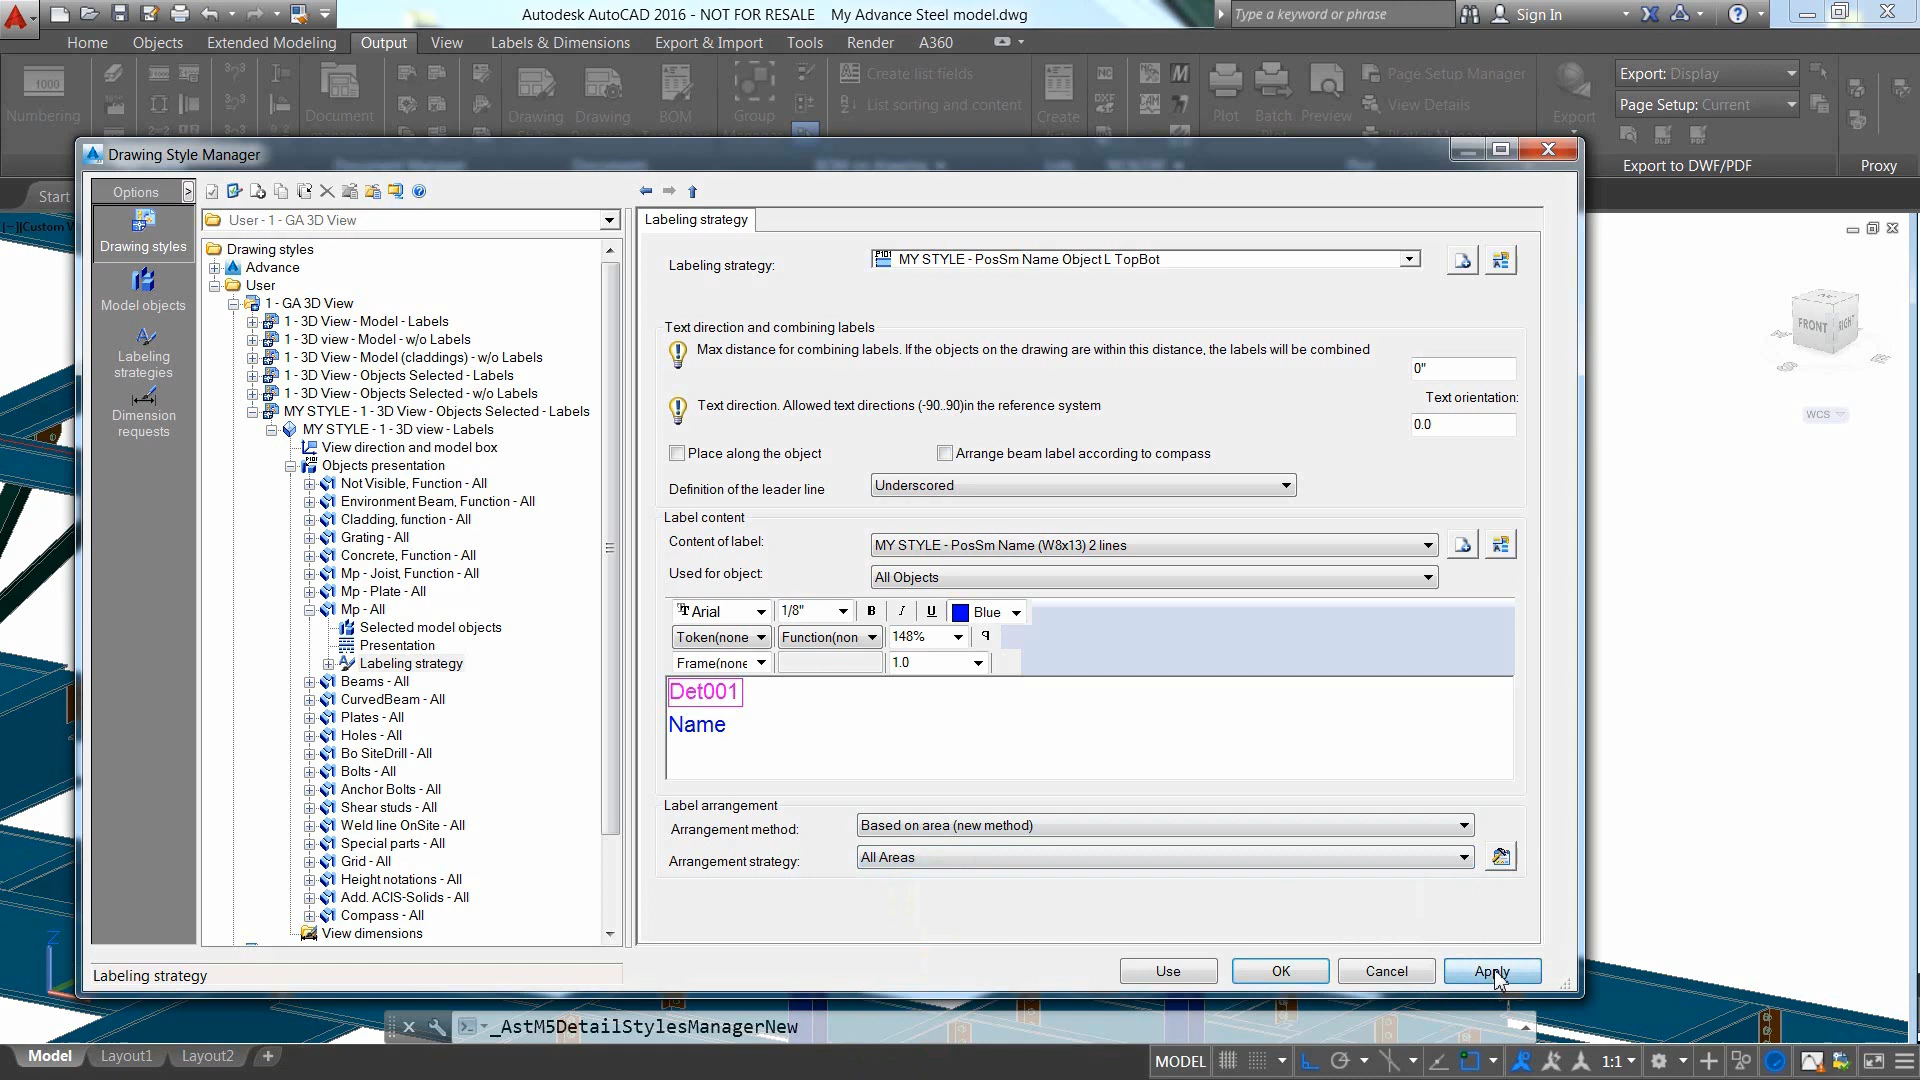 Autodesk AutoCAD 2016 - NOT FOR RESALE My Advance Steel model.dwg
Type a keyword or phrase
Sign In
Home Objects Extended Modeling Output View Labels & Dimensions Export & Import Tools Render A360
1000
Numbering
Document
Drawing
Drawing
BOM
Group
Create list fields
List sorting and content
Create
NC
DXF
Plot
Batch
Preview
Page Setup Manager
View Details
Export
Export: Display
Page Setup: Current
Export to DWF/PDF
Proxy
Start
Drawing Style Manager
Options
Drawing styles
Model objects
Labeling strategies
Dimension requests
User - 1 - GA 3D View
Drawing styles
Advance
User
1 - GA 3D View
1 - 3D View - Model - Labels
1 - 3D view - Model - w/o Labels
1 - 3D View - Model (claddings) - w/o Labels
1 - 3D View - Objects Selected - Labels
1 - 3D View - Objects Selected - w/o Labels
MY STYLE - 1 - 3D View - Objects Selected - Labels
MY STYLE - 1 - 3D view - Labels
View direction and model box
Objects presentation
Not Visible, Function - All
Environment Beam, Function - All
Cladding, function - All
Grating - All
Concrete, Function - All
Mp - Joist, Function - All
Mp - Plate - All
Mp - All
Selected model objects
Presentation
Labeling strategy
Beams - All
CurvedBeam - All
Plates - All
Holes - All
Bo SiteDrill - All
Bolts - All
Anchor Bolts - All
Shear studs - All
Weld line OnSite - All
Special parts - All
Grid - All
Height notations - All
Add. ACIS-Solids - All
Compass - All
View dimensions
Labeling strategy
Labeling strategy
Labeling strategy: MY STYLE - PosSm Name Object L TopBot
Text direction and combining labels
Max distance for combining labels. If the objects on the drawing are within this distance, the labels will be combined
0"
Text direction. Allowed text directions (-90..90)in the reference system
Text orientation:
0.0
Place along the object
Arrange beam label according to compass
Definition of the leader line Underscored
Label content
Content of label: MY STYLE - PosSm Name (W8x13) 2 lines
Used for object: All Objects
Arial 1/8" B I U Blue
Token(none Function(non 148%
Frame(none 1.0
Det001
Name
Label arrangement
Arrangement method: Based on area (new method)
Arrangement strategy: All Areas
Use OK Cancel Apply
FRONT
RIGHT
WCS
Z
_AstM5DetailStylesManagerNew
Model Layout1 Layout2 +
MODEL
1:1